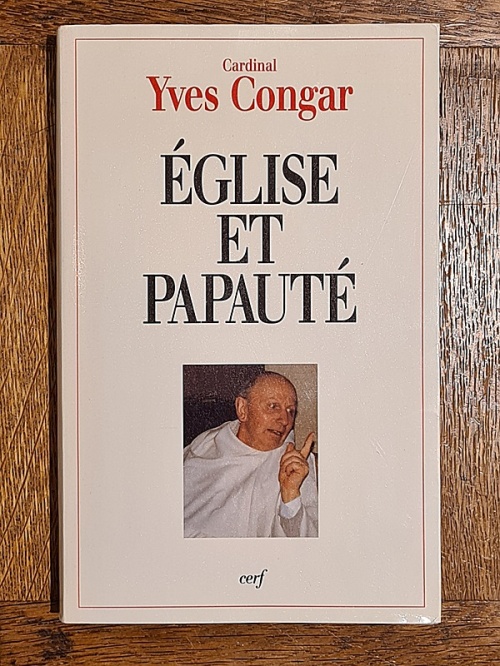 Cardinal
Yves Congar
ÉGLISE
ET
PAPAUTÉ
cerf